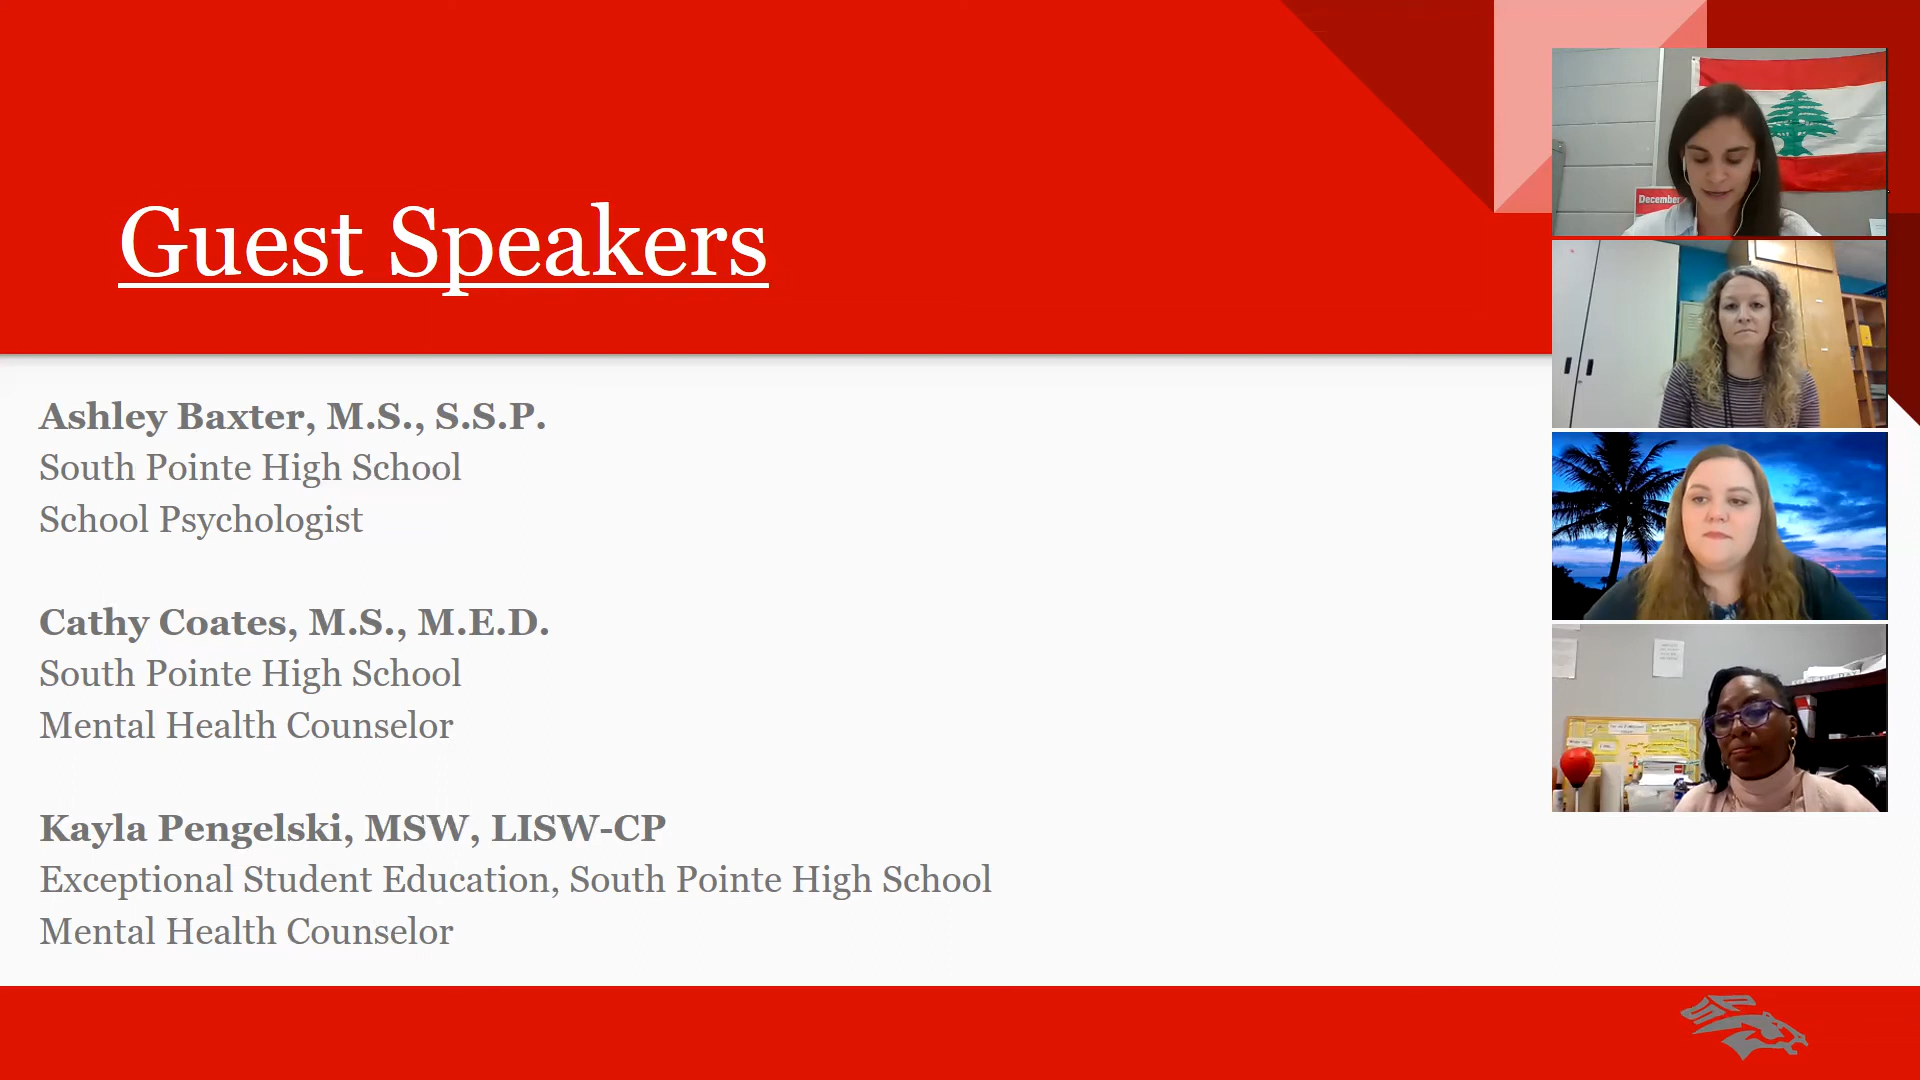 Guest Speakers
Ashley Baxter, M.S., S.S.P.
South Pointe High School
School Psychologist
Cathy Coates, M.S., M.E.D.
South Pointe High School
Mental Health Counselor
Kayla Pengelski, MSW, LISW-CP
Exceptional Student Education, South Pointe High School
Mental Health Counselor
December